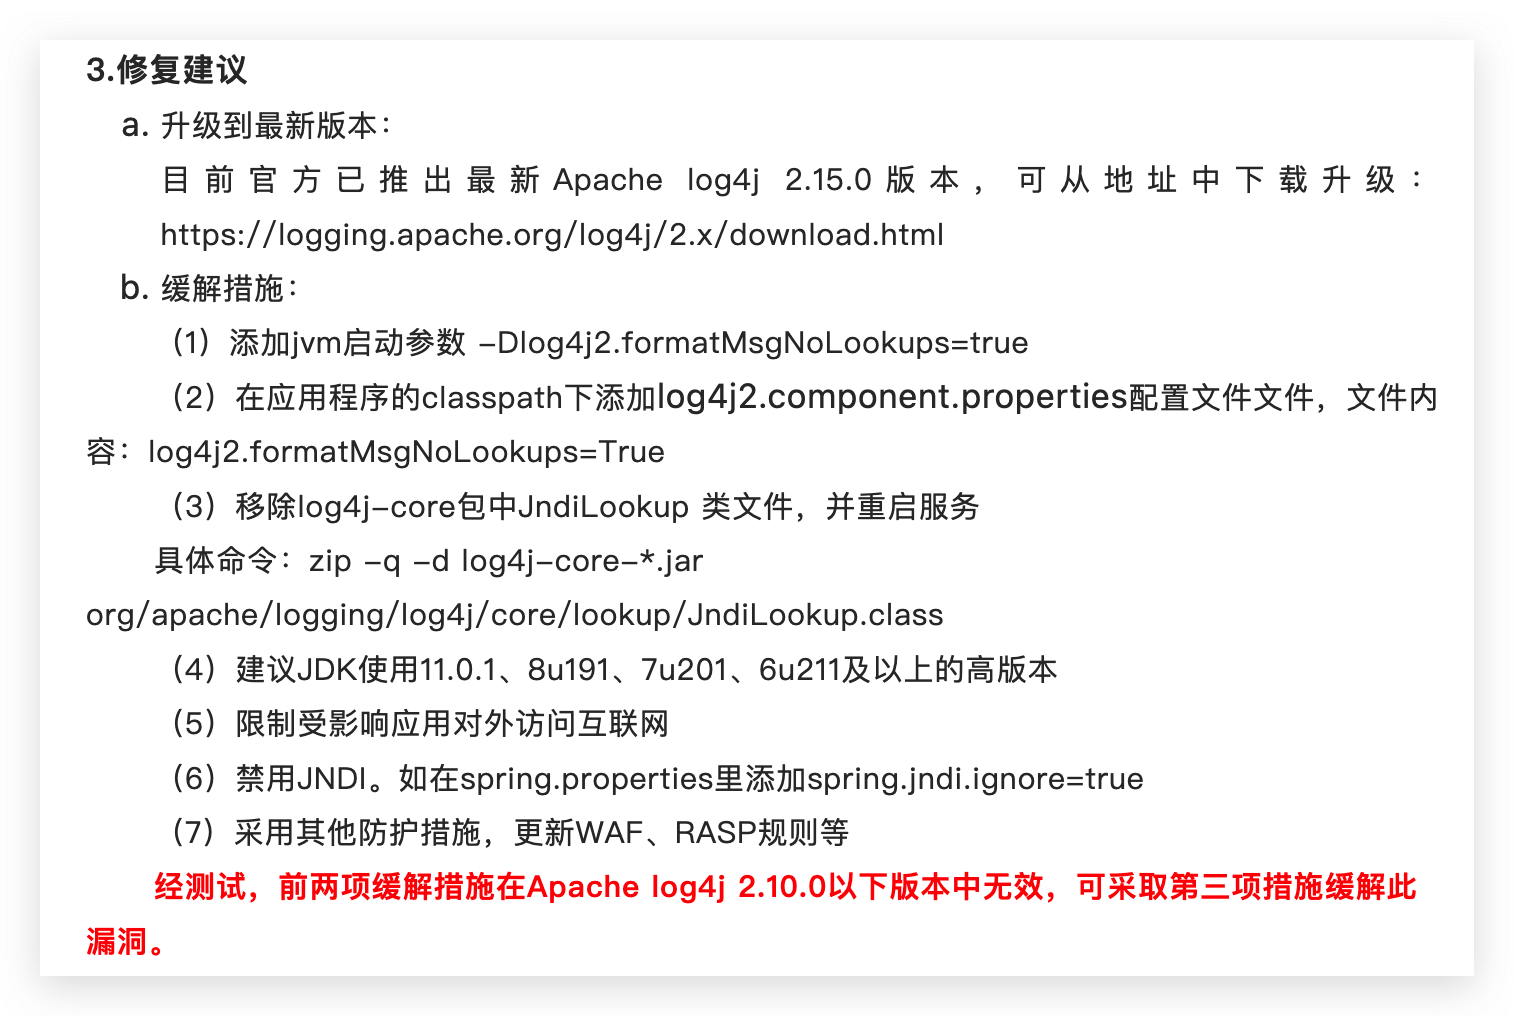 3.修复建议
a. 升级到最新版本：
目前官方已推出最新Apache log4j 2.15.0版本，可从地址中下载升级：
https://logging.apache.org/log4j/2.x/download.html
b. 缓解措施：
（1）添加jvm启动参数 -Dlog4j2.formatMsgNoLookups=true
（2）在应用程序的classpath下添加log4j2.component.properties配置文件文件，文件内
容：log4j2.formatMsgNoLookups=True
（3）移除log4j-core包中JndiLookup 类文件，并重启服务
具体命令：zip -q -d log4j-core-*.jar
org/apache/logging/log4j/core/lookup/JndiLookup.class
（4）建议JDK使用11.0.1、8u191、7u201、6u211及以上的高版本
（5）限制受影响应用对外访问互联网
（6）禁用JNDI。如在spring.properties里添加spring.jndi.ignore=true
（7）采用其他防护措施，更新WAF、RASP规则等
经测试，前两项缓解措施在Apache log4j 2.10.0以下版本中无效，可采取第三项措施缓解此
漏洞。